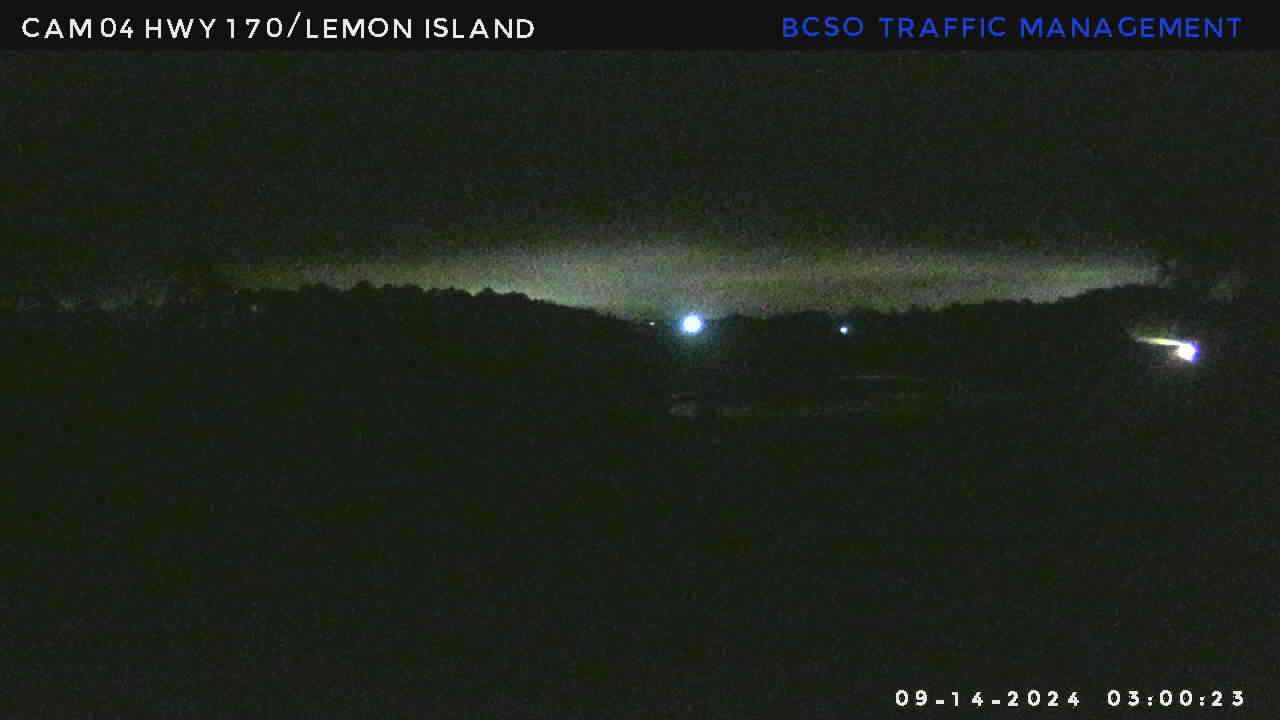 CAM04 HWY 170/LEMON ISLAND
BCSO TRAFFIC MANAGEMENT
09-14-2024 03:00:23